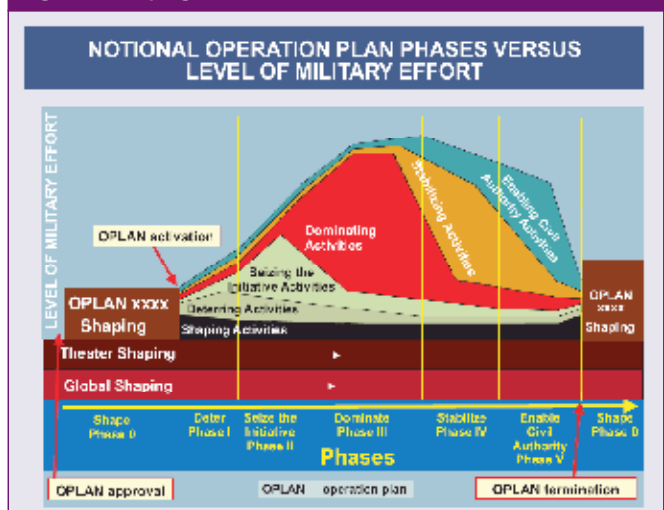 NOTIONAL OPERATION PLAN PHASES VERSUS
LEVEL OF MILITARY EFFORT
LEVEL OF MILITARY EFFORT
OPLAN activation
OPLAN xxxx
Shaping
Dominating
Activities
Stabilizing Activities
Enabling Civil
Authority Activities
Seizing the
Initiative Activities
Deterring Activities
Shaping Activities
OPLAN
xxxx
Shaping
Theater Shaping
Global Shaping
Shape
Phase 0
Deter
Phase I
Seize the
Initiative
Phase II
Dominate
Phase III
Stabilize
Phase IV
Enable
Civil
Authority
Phase V
Shape
Phase 0
Phases
OPLAN approval
OPLAN operation plan
OPLAN termination